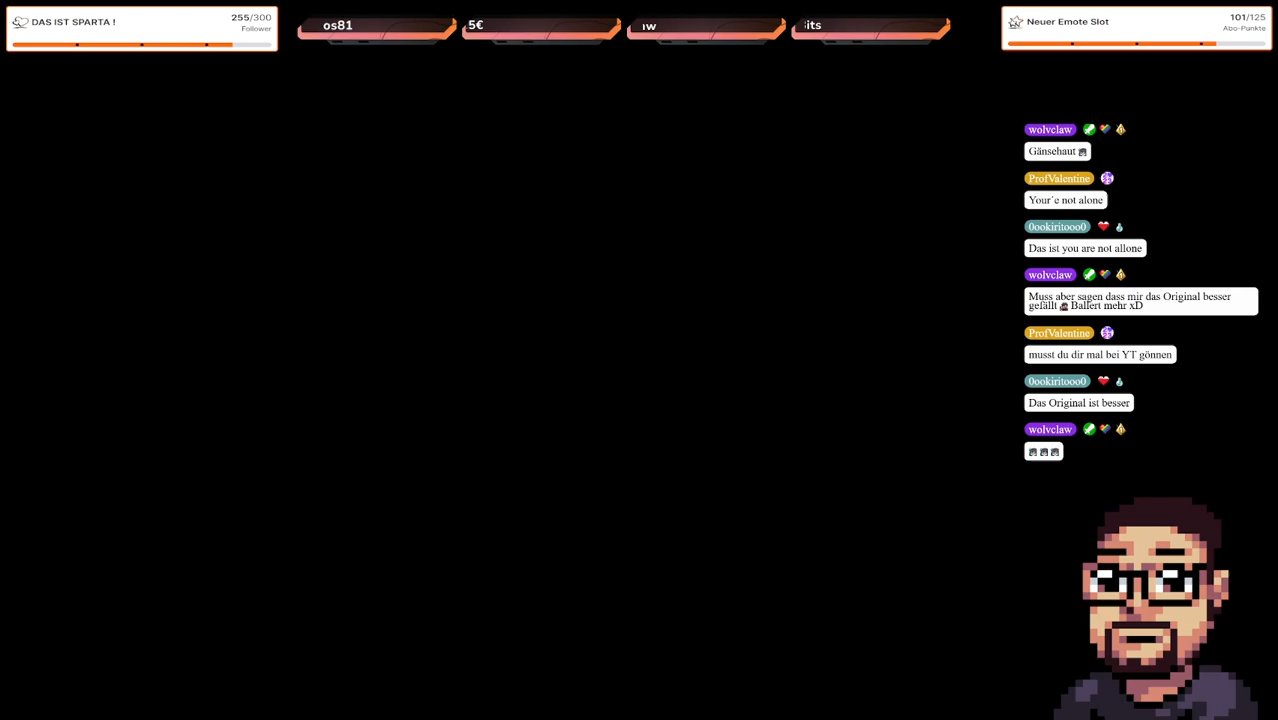 DAS IST SPARTA !
255/300
Follower
os81
5€
Neuer Emote Slot
101/125
Abo-Punkte
wolvclaw
Gänsehaut
ProfValentine
Your´e not alone
0ookiritooo0
Das ist you are not allone
wolvclaw
Muss aber sagen dass mir das Original besser
gefällt Ballert mehr xD
ProfValentine
musst du dir mal bei YT gönnen
0ookiritooo0
Das Original ist besser
wolvclaw